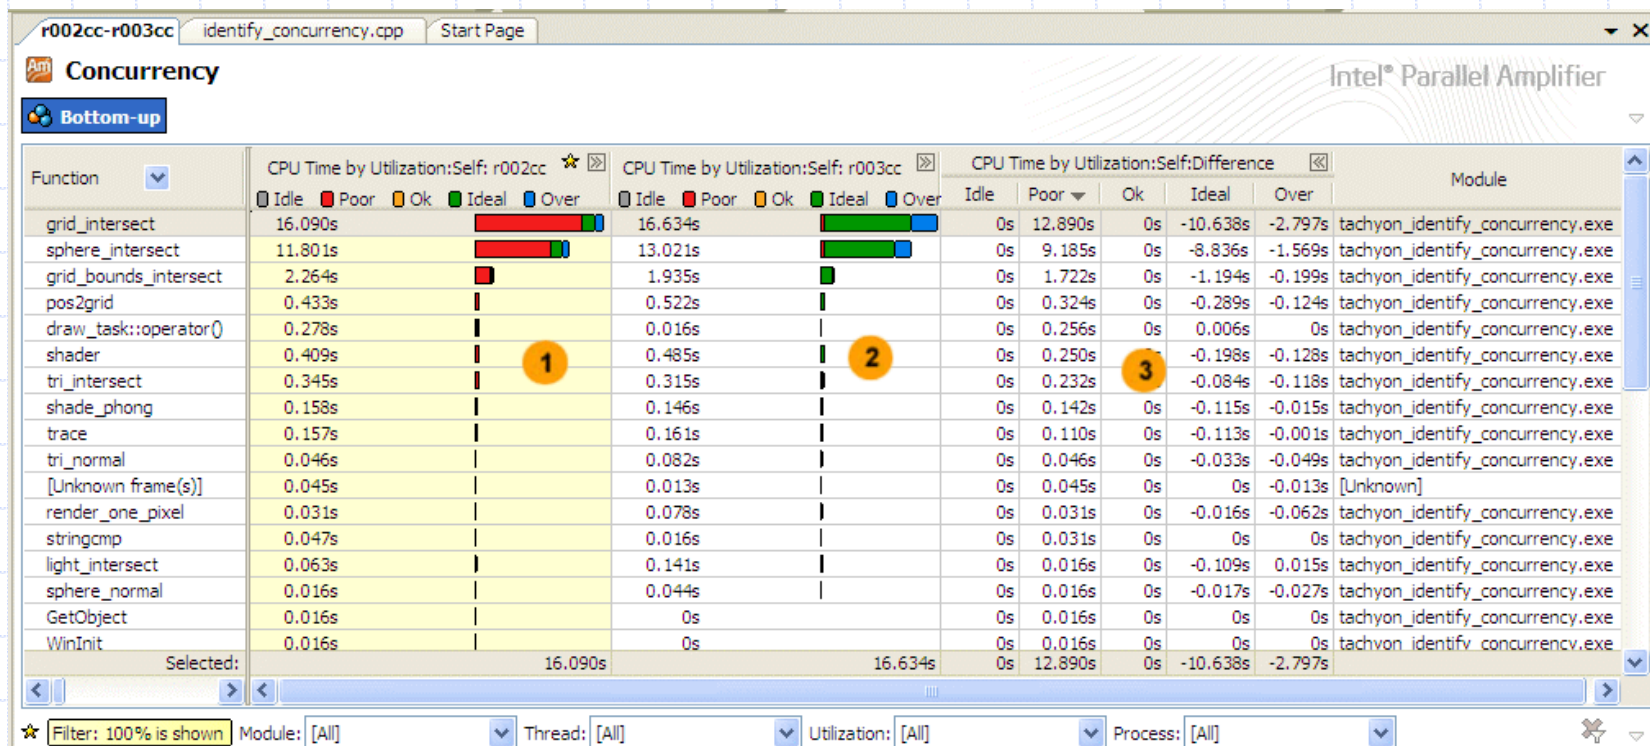 r002cc-r003cc identify_concurrency.cpp Start Page
Am Concurrency
Intel® Parallel Amplifier
Bottom-up
Function CPU Time by Utilization:Self: r002cc CPU Time by Utilization:Self: r003cc CPU Time by Utilization:Self:Difference Module
Idle Poor Ok Ideal Over Idle Poor Ok Ideal Over Idle Poor Ok Ideal Over
grid_intersect 16.090s 16.634s 0s 12.890s 0s -10.638s -2.797s tachyon_identify_concurrency.exe
sphere_intersect 11.801s 13.021s 0s 9.185s 0s -8.836s -1.569s tachyon_identify_concurrency.exe
grid_bounds_intersect 2.264s 1.935s 0s 1.722s 0s -1.194s -0.199s tachyon_identify_concurrency.exe
pos2grid 0.433s 0.522s 0s 0.324s 0s -0.289s -0.124s tachyon_identify_concurrency.exe
draw_task::operator() 0.278s 0.016s 0s 0.256s 0s 0.006s 0s tachyon_identify_concurrency.exe
shader 0.409s 1 0.485s 2 0s 0.250s 3 -0.198s -0.128s tachyon_identify_concurrency.exe
tri_intersect 0.345s 0.315s 0s 0.232s -0.084s -0.118s tachyon_identify_concurrency.exe
shade_phong 0.158s 0.146s 0s 0.142s 0s -0.115s -0.015s tachyon_identify_concurrency.exe
trace 0.157s 0.161s 0s 0.110s 0s -0.113s -0.001s tachyon_identify_concurrency.exe
tri_normal 0.046s 0.082s 0s 0.046s 0s -0.033s -0.049s tachyon_identify_concurrency.exe
[Unknown frame(s)] 0.045s 0.013s 0s 0.045s 0s 0s -0.013s [Unknown]
render_one_pixel 0.031s 0.078s 0s 0.031s 0s -0.016s -0.062s tachyon_identify_concurrency.exe
stringcmp 0.047s 0.016s 0s 0.031s 0s 0s 0s tachyon_identify_concurrency.exe
light_intersect 0.063s 0.141s 0s 0.016s 0s -0.109s 0.015s tachyon_identify_concurrency.exe
sphere_normal 0.016s 0.044s 0s 0.016s 0s -0.017s -0.027s tachyon_identify_concurrency.exe
GetObject 0.016s 0s 0s 0.016s 0s 0s 0s tachyon_identify_concurrency.exe
WinInit 0.016s 0s 0s 0.016s 0s 0s 0s tachyon_identify_concurrency.exe
Selected: 16.090s 16.634s 0s 12.890s 0s -10.638s -2.797s
Filter: 100% is shown Module: [All] Thread: [All] Utilization: [All] Process: [All]